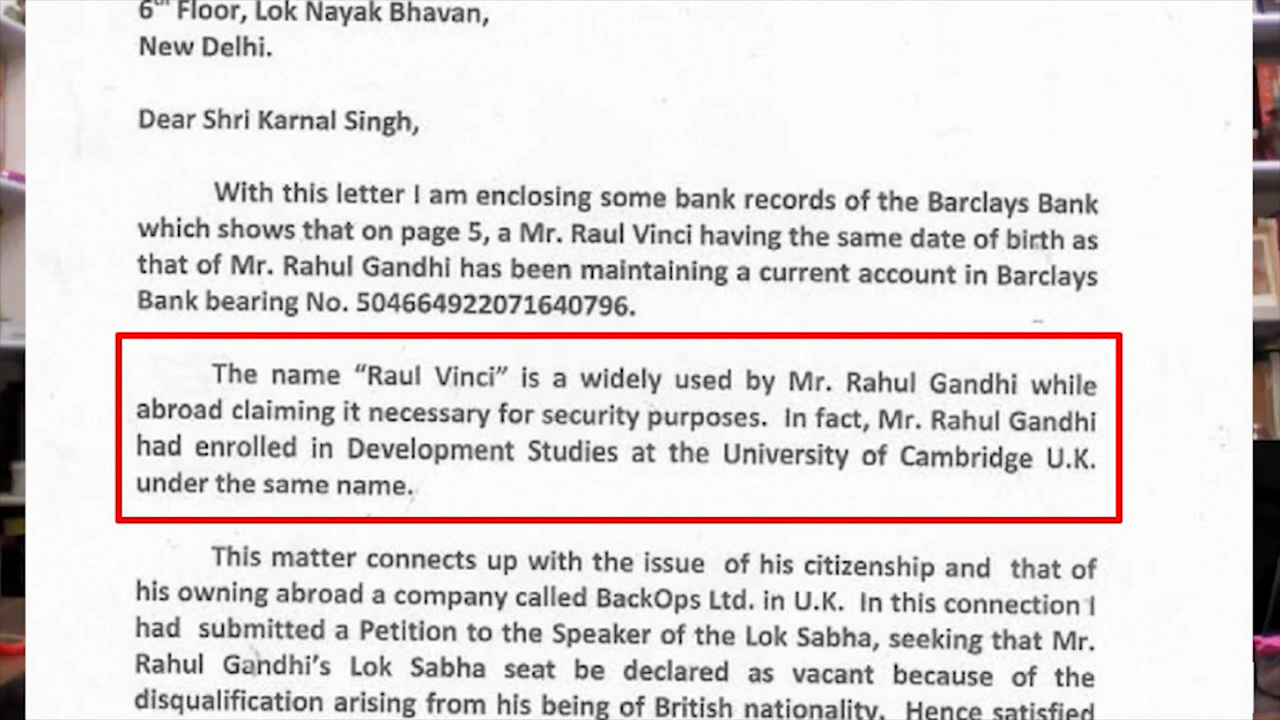 6th Floor, Lok Nayak Bhavan,
New Delhi.
Dear Shri Karnal Singh,
With this letter I am enclosing some bank records of the Barclays Bank
which shows that on page 5, a Mr. Raul Vinci having the same date of birth as
that of Mr. Rahul Gandhi has been maintaining a current account in Barclays
Bank bearing No. 504664922071640796.
The name “Raul Vinci” is a widely used by Mr. Rahul Gandhi while
abroad claiming it necessary for security purposes. In fact, Mr. Rahul Gandhi
had enrolled in Development Studies at the University of Cambridge U.K.
under the same name.
This matter connects up with the issue of his citizenship and that of
his owning abroad a company called BackOps Ltd. in U.K. In this connection I
had submitted a Petition to the Speaker of the Lok Sabha, seeking that Mr.
Rahul Gandhi’s Lok Sabha seat be declared as vacant because of the
disqualification arising from his being of British nationality. Hence satisfied